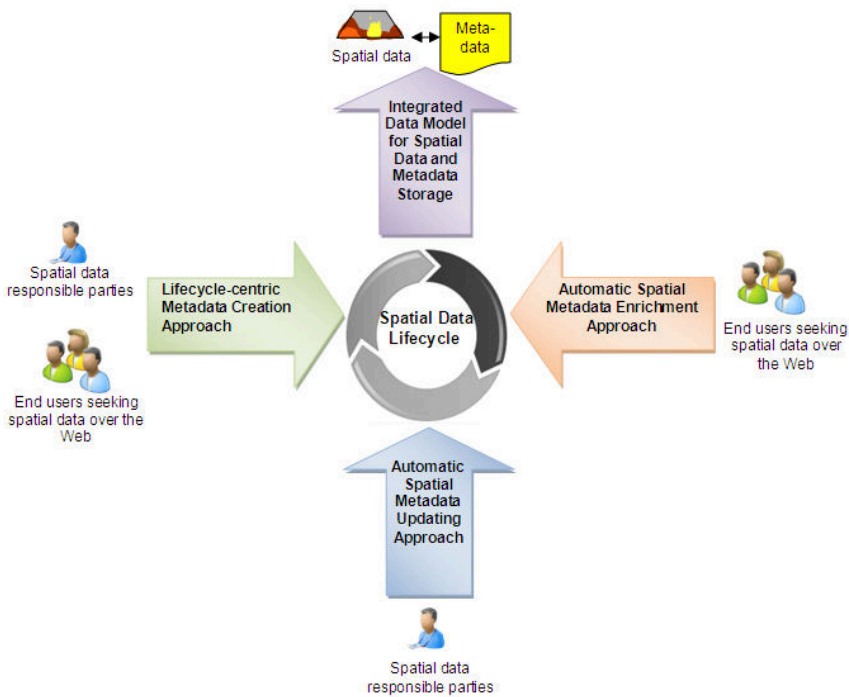 Spatial data
Meta-
data
Integrated
Data Model
for Spatial
Data and
Metadata
Storage
Spatial data
responsible parties
End users seeking
spatial data over the
Web
Lifecycle-centric
Metadata Creation
Approach
Spatial Data
Lifecycle
Automatic Spatial
Metadata Enrichment
Approach
End users seeking
spatial data over
the Web
Automatic
Spatial
Metadata
Updating
Approach
Spatial data
responsible parties